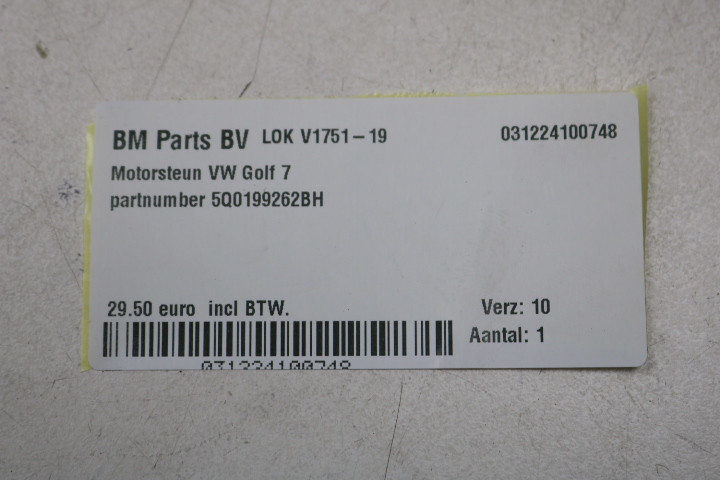 BM Parts BV LOK V1751-19 031224100748
Motorsteun VW Golf 7
partnumber 5Q0199262BH
29.50 euro incl BTW. Verz: 10
Aantal: 1
031224100748